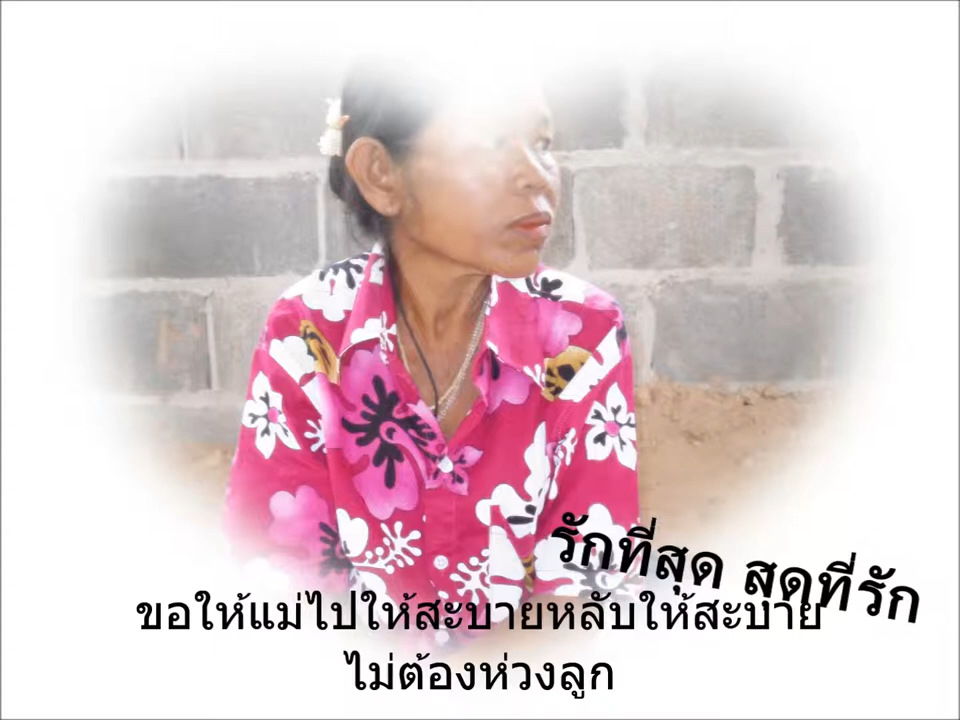 รักที่สุด สุดที่รัก
ขอให้แม่ไปให้สะบายหลับให้สะบาย
ไม่ต้องห่วงลูก